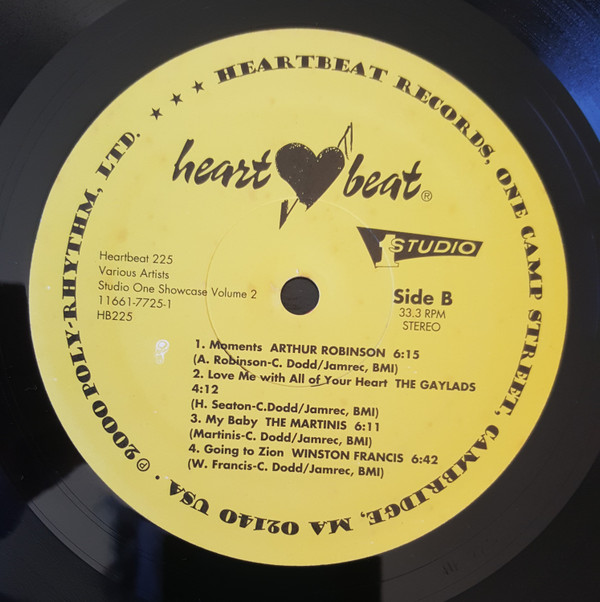 ★ ★ ★ HEARTBEAT RECORDS, ONE CAMP STREET, CAMBRIDGE, MA 02140 USA · ℗ 2000 POLY-RHYTHM, LTD.
heart beat®
1 STUDIO
Heartbeat 225
Various Artists
Studio One Showcase Volume 2
11661-7725-1
HB225
Side B
33.3 RPM
STEREO
1. Moments ARTHUR ROBINSON 6:15
(A. Robinson-C. Dodd/Jamrec, BMI)
2. Love Me with All of Your Heart THE GAYLADS
4:12
(H. Seaton-C.Dodd/Jamrec, BMI)
3. My Baby THE MARTINIS 6:11
(Martinis-C. Dodd/Jamrec, BMI)
4. Going to Zion WINSTON FRANCIS 6:42
(W. Francis-C. Dodd/Jamrec, BMI)